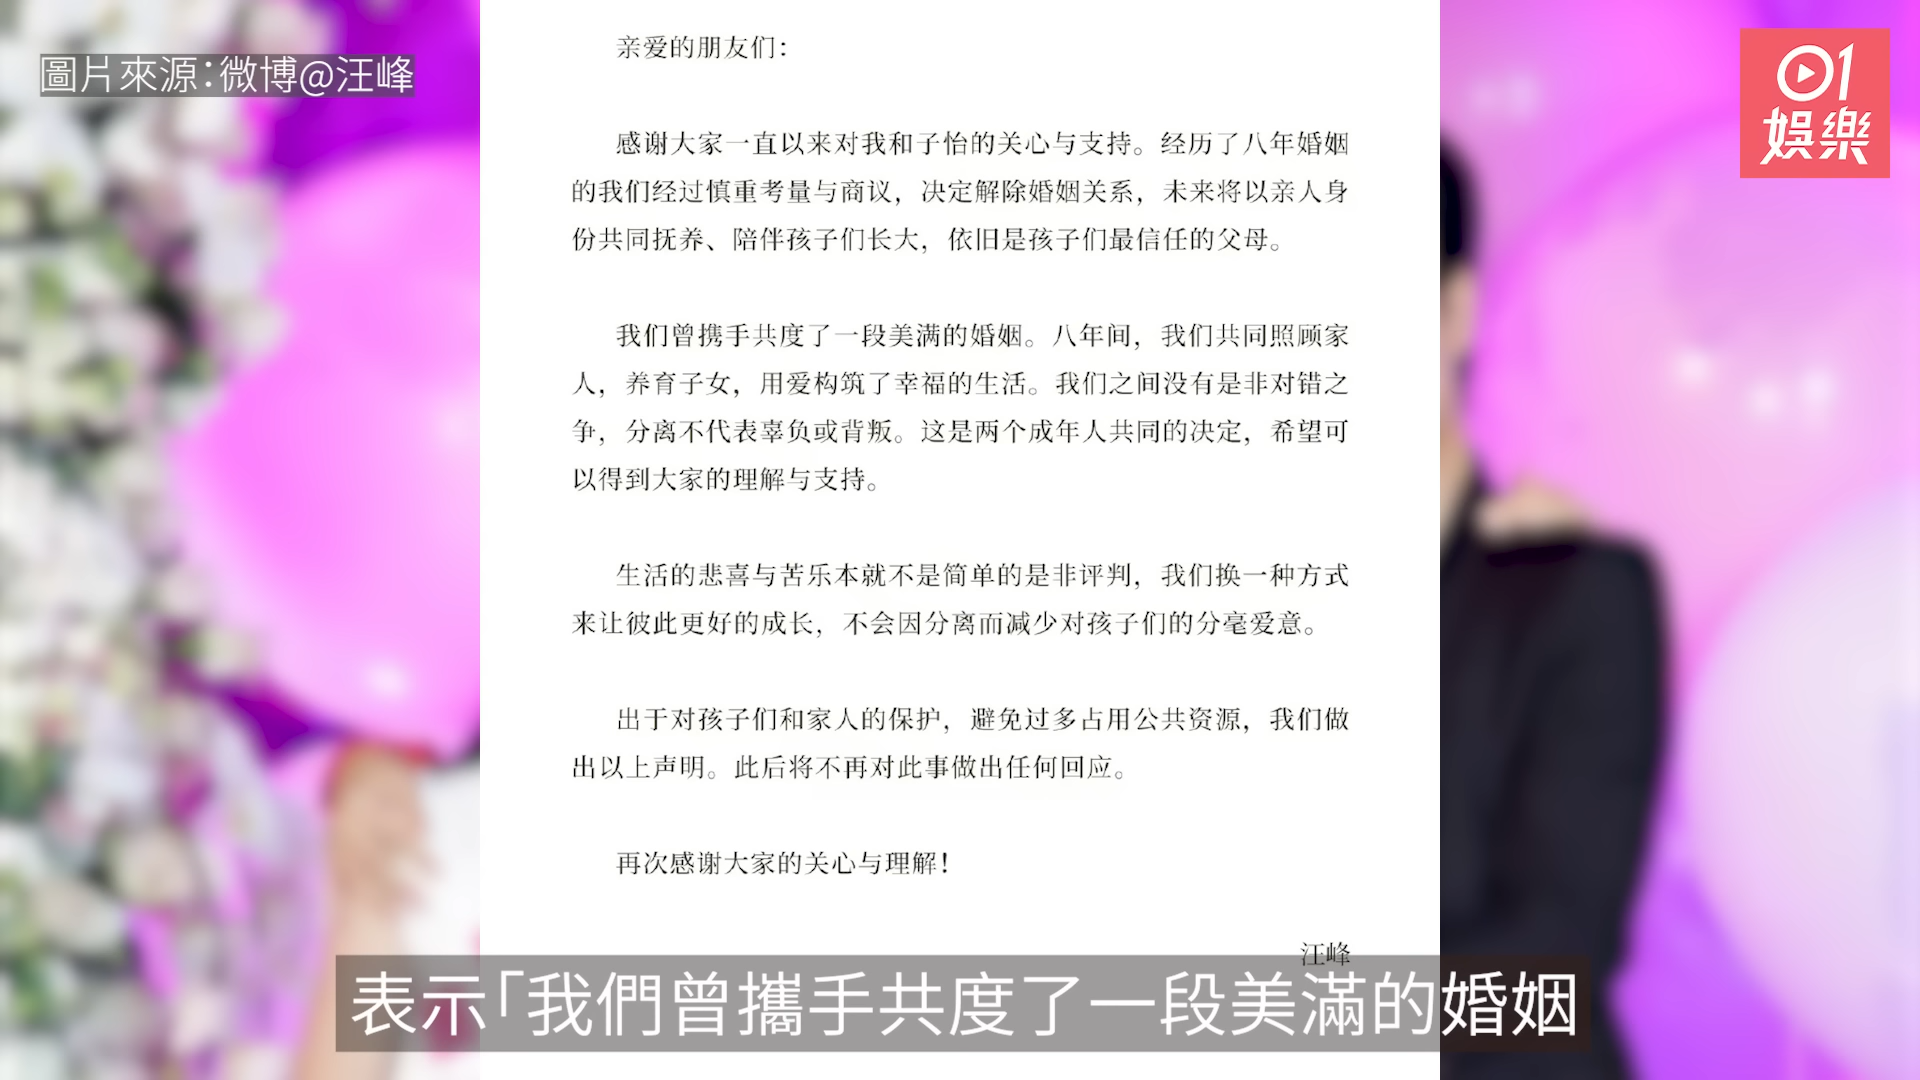 圖片來源：微博@汪峰
01
娛樂
亲爱的朋友们：
感谢大家一直以来对我和子怡的关心与支持。经历了八年婚姻
的我们经过慎重考量与商议，决定解除婚姻关系，未来将以亲人身
份共同抚养、陪伴孩子们长大，依旧是孩子们最信任的父母。
我们曾携手共度了一段美满的婚姻。八年间，我们共同照顾家
人，养育子女，用爱构筑了幸福的生活。我们之间没有是非对错之
争，分离不代表辜负或背叛。这是两个成年人共同的决定，希望可
以得到大家的理解与支持。
生活的悲喜与苦乐本就不是简单的是非评判，我们换一种方式
来让彼此更好的成长，不会因分离而减少对孩子们的分毫爱意。
出于对孩子们和家人的保护，避免过多占用公共资源，我们做
出以上声明。此后将不再对此事做出任何回应。
再次感谢大家的关心与理解！
汪峰
表示「我們曾攜手共度了一段美滿的婚姻